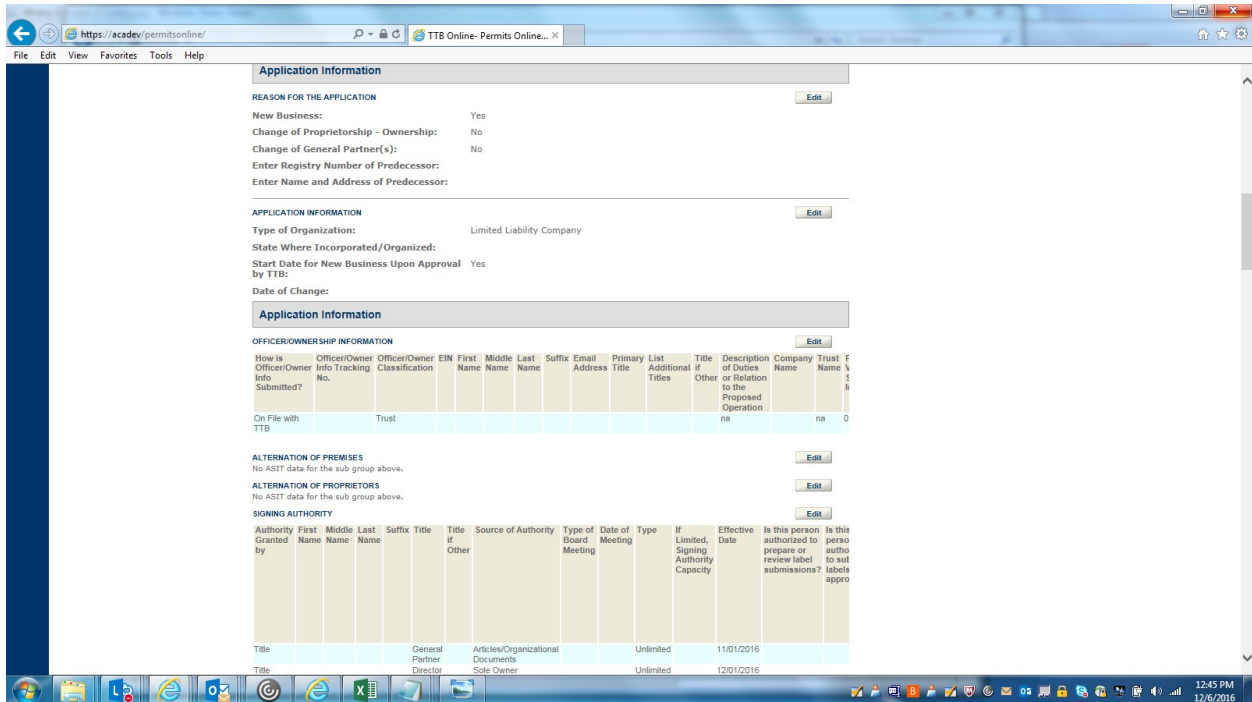 https://acadev/permitsonline/
TTB Online- Permits Online...
File Edit View Favorites Tools Help
Application Information
REASON FOR THE APPLICATION Edit
New Business: Yes
Change of Proprietorship - Ownership: No
Change of General Partner(s): No
Enter Registry Number of Predecessor:
Enter Name and Address of Predecessor:
APPLICATION INFORMATION Edit
Type of Organization: Limited Liability Company
State Where Incorporated/Organized:
Start Date for New Business Upon Approval Yes
by TTB:
Date of Change:
Application Information
OFFICER/OWNERSHIP INFORMATION Edit
How is Officer/Owner Officer/Owner EIN First Middle Last Suffix Email Primary List Title Description Company Trust
Officer/Owner Info Tracking Classification Name Name Name Address Title Additional if of Duties Name Name
Info No. Titles Other or Relation
Submitted? to the
Proposed
Operation
On File with Trust na na 0
TTB
ALTERNATION OF PREMISES Edit
No ASIT data for the sub group above.
ALTERNATION OF PROPRIETORS Edit
No ASIT data for the sub group above.
SIGNING AUTHORITY Edit
Authority First Middle Last Suffix Title Title Source of Authority Type of Date of Type If Effective Is this person Is this
Granted Name Name Name if Board Meeting Limited, Date authorized to perso
by Other Meeting Signing prepare or autho
Authority review label to sub
Capacity submissions? labels
appro
Title General Articles/Organizational Unlimited 11/01/2016
Partner Documents
Title Director Sole Owner Unlimited 12/01/2016
12:45 PM
12/6/2016